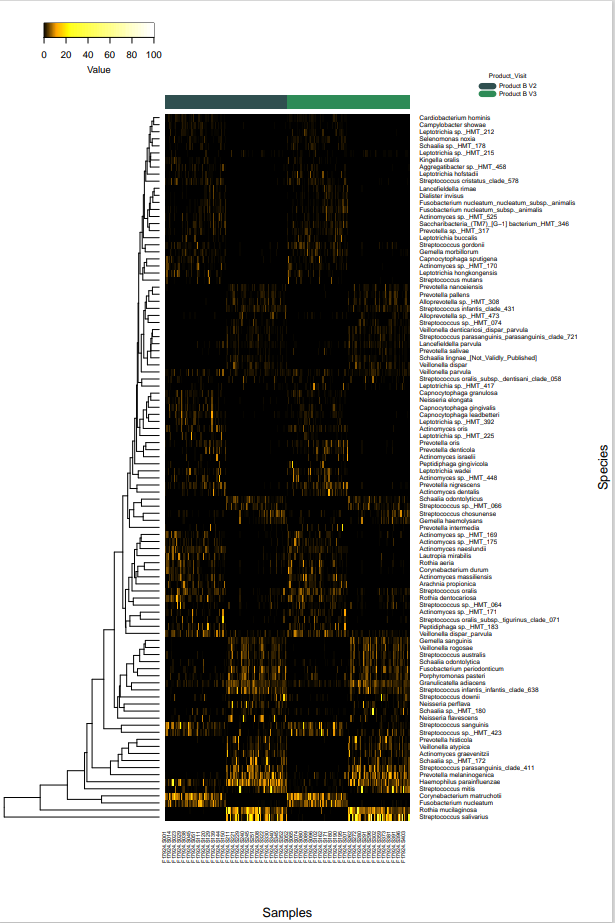 0 20 40 60 80 100
Value
Product_Visit
Product B V2
Product B V3
Cardiobacterium hominis
Campylobacter showae
Leptotrichia sp._HMT_212
Selenomonas noxia
Schaalia sp._HMT_178
Leptotrichia sp._HMT_215
Kingella oralis
Aggregatibacter sp._HMT_458
Leptotrichia hofstadii
Streptococcus cristatus_clade_578
Lancefieldella rimae
Dialister invisus
Fusobacterium nucleatum_nucleatum_subsp._animalis
Fusobacterium nucleatum_subsp._animalis
Actinomyces sp._HMT_525
Saccharibacteria_(TM7)_[G-1] bacterium_HMT_346
Prevotella sp._HMT_317
Leptotrichia buccalis
Streptococcus gordonii
Gemella morbillorum
Capnocytophaga sputigena
Actinomyces sp._HMT_170
Leptotrichia hongkongensis
Streptococcus mutans
Prevotella nanceiensis
Prevotella pallens
Alloprevotella sp._HMT_308
Streptococcus infantis_clade_431
Alloprevotella sp._HMT_473
Streptococcus sp._HMT_074
Veillonella denticariosi_dispar_parvula
Streptococcus parasanguinis_parasanguinis_clade_721
Lancefieldella parvula
Prevotella salivae
Schaalia lingnae_[Not_Validly_Published]
Veillonella dispar
Veillonella parvula
Streptococcus oralis_subsp._dentisani_clade_058
Leptotrichia sp._HMT_417
Capnocytophaga granulosa
Neisseria elongata
Capnocytophaga gingivalis
Capnocytophaga leadbetteri
Leptotrichia sp._HMT_392
Actinomyces oris
Leptotrichia sp._HMT_225
Prevotella oris
Prevotella denticola
Actinomyces israelii
Peptidiphaga gingivicola
Leptotrichia wadei
Actinomyces sp._HMT_448
Prevotella nigrescens
Actinomyces dentalis
Schaalia odontolyticus
Streptococcus sp._HMT_066
Streptococcus chosunense
Gemella haemolysans
Prevotella intermedia
Actinomyces sp._HMT_169
Actinomyces sp._HMT_175
Actinomyces naeslundii
Lautropia mirabilis
Rothia aeria
Corynebacterium durum
Actinomyces massiliensis
Arachnia propionica
Streptococcus oralis
Rothia dentocariosa
Streptococcus sp._HMT_064
Actinomyces sp._HMT_171
Streptococcus oralis_subsp._tigurinus_clade_071
Peptidiphaga sp._HMT_183
Veillonella dispar_parvula
Gemella sanguinis
Veillonella rogosae
Streptococcus australis
Schaalia odontolytica
Fusobacterium periodonticum
Porphyromonas pasteri
Granulicatella adiacens
Streptococcus infantis_infantis_clade_638
Streptococcus downii
Neisseria perflava
Schaalia sp._HMT_180
Neisseria flavescens
Streptococcus sanguinis
Streptococcus sp._HMT_423
Prevotella histicola
Veillonella atypica
Actinomyces graevenitzii
Schaalia sp._HMT_172
Streptococcus parasanguinis_clade_411
Prevotella melaninogenica
Haemophilus parainfluenzae
Streptococcus mitis
Corynebacterium matruchotii
Fusobacterium nucleatum
Rothia mucilaginosa
Streptococcus salivarius
Species
Samples